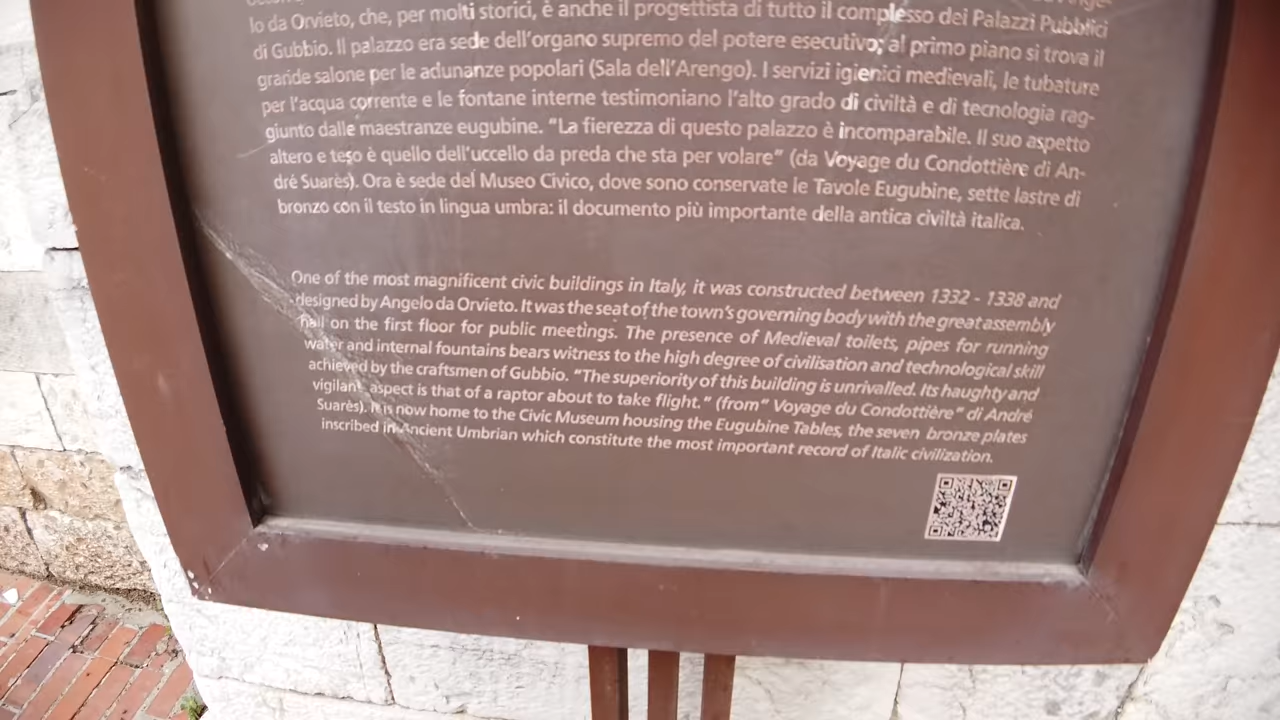 lo da Orvieto, che, per molti storici, è anche il progettista di tutto il complesso dei Palazzi Pubblici
di Gubbio. Il palazzo era sede dell'organo supremo del potere esecutivo; al primo piano si trova il
grande salone per le adunanze popolari (Sala dell'Arengo). I servizi igienici medievali, le tubature
per l'acqua corrente e le fontane interne testimoniano l'alto grado di civiltà e di tecnologia rag-
giunto dalle maestranze eugubine. "La fierezza di questo palazzo è incomparabile. Il suo aspetto
altero e teso è quello dell'uccello da preda che sta per volare" (da Voyage du Condottière di An-
dré Suarès). Ora è sede del Museo Civico, dove sono conservate le Tavole Eugubine, sette lastre di
bronzo con il testo in lingua umbra: il documento più importante della antica civiltà italica.
One of the most magnificent civic buildings in Italy, it was constructed between 1332 - 1338 and
designed by Angelo da Orvieto. It was the seat of the town's governing body with the great assembly
hall on the first floor for public meetings. The presence of Medieval toilets, pipes for running
water and internal fountains bears witness to the high degree of civilisation and technological skill
achieved by the craftsmen of Gubbio. "The superiority of this building is unrivalled. Its haughty and
vigilant aspect is that of a raptor about to take flight." (from" Voyage du Condottière" di André
Suarès). It is now home to the Civic Museum housing the Eugubine Tables, the seven bronze plates
inscribed in Ancient Umbrian which constitute the most important record of Italic civilization.